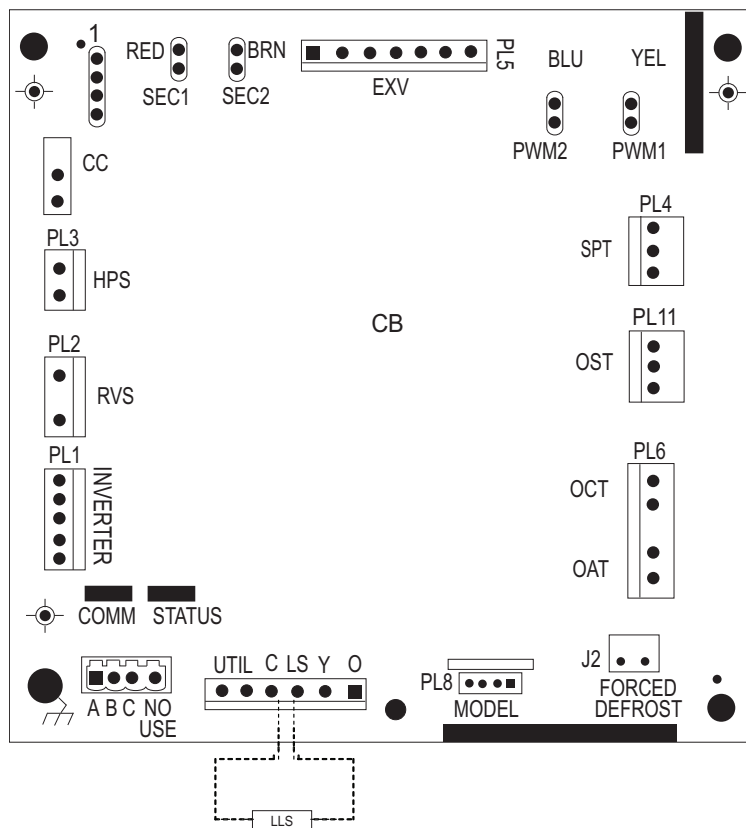 1
RED
BRN
PL5
BLU
YEL
SEC1
SEC2
EXV
PWM2
PWM1
CC
PL4
SPT
PL3
HPS
CB
PL11
OST
PL2
RVS
PL1
INVERTER
PL6
OCT
OAT
COMM
STATUS
UTIL C LS Y O
J2
PL8
MODEL
FORCED
DEFROST
A B C NO
USE
LLS